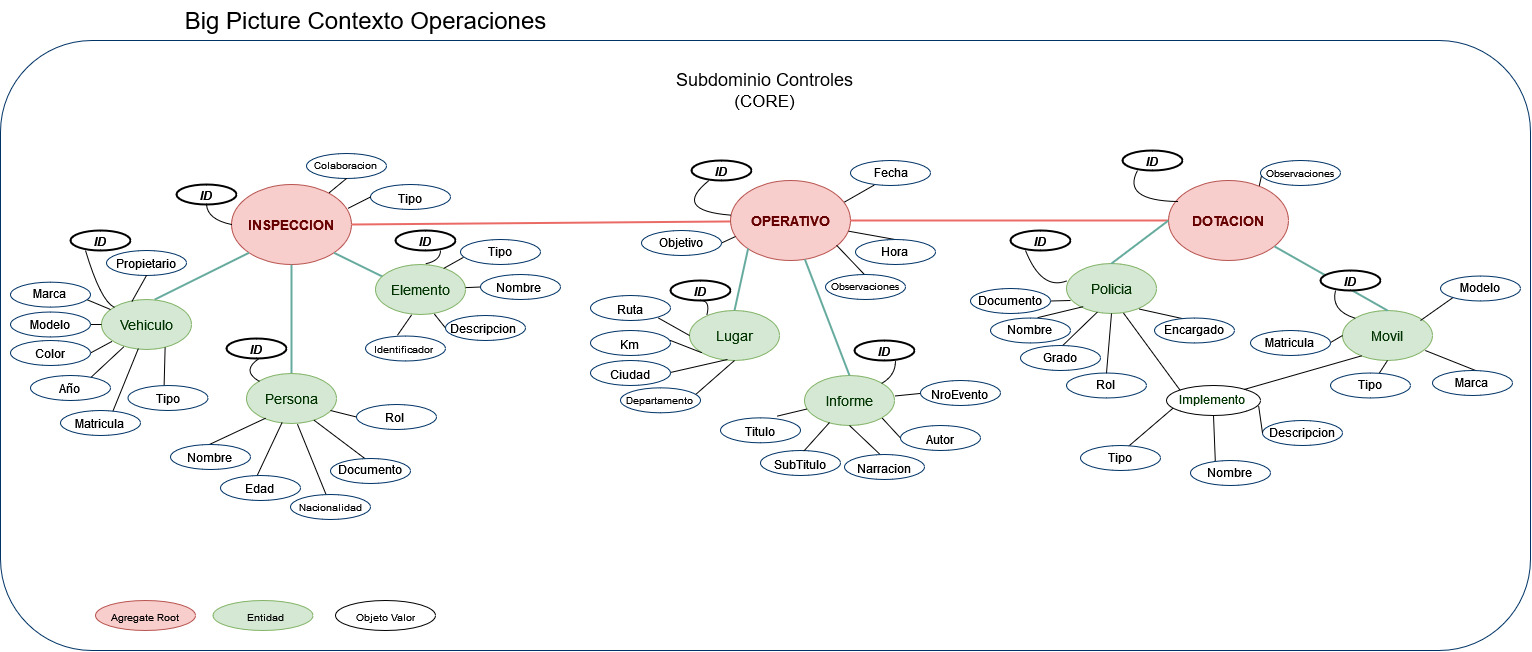 Big Picture Contexto Operaciones
Subdominio Controles
(CORE)
INSPECCION
ID
Colaboracion
Tipo
Vehiculo
ID
Propietario
Marca
Modelo
Color
Año
Matricula
Tipo
Persona
ID
Nombre
Edad
Nacionalidad
Documento
Rol
Elemento
ID
Tipo
Nombre
Descripcion
Identificador
OPERATIVO
ID
Fecha
Objetivo
Hora
Observaciones
Lugar
ID
Ruta
Km
Ciudad
Departamento
Informe
ID
NroEvento
Titulo
SubTitulo
Narracion
Autor
DOTACION
ID
Observaciones
Policia
ID
Documento
Nombre
Grado
Rol
Encargado
Movil
ID
Modelo
Matricula
Tipo
Marca
Implemento
Tipo
Nombre
Descripcion
Agregate Root
Entidad
Objeto Valor